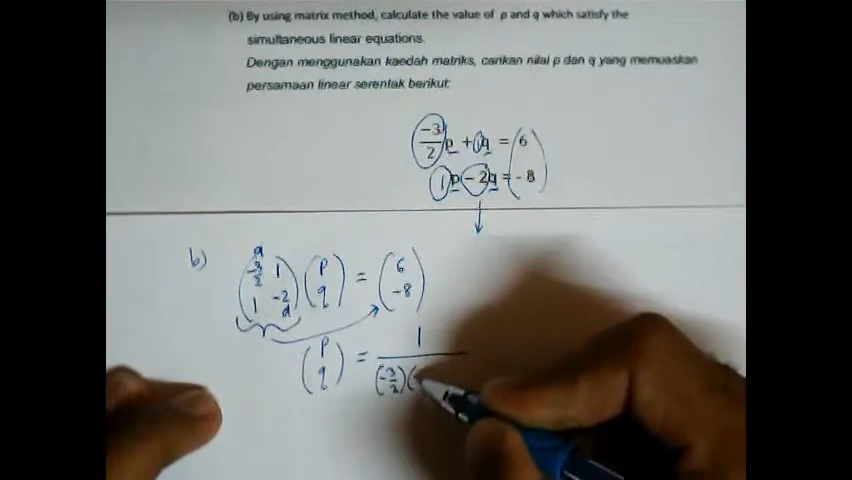 (b) By using matrix method, calculate the value of p and q which satisfy the
simultaneous linear equations.
Dengan menggunakan kaedah matriks, carikan nilai p dan q yang memuaskan
persamaan linear serentak berikut:
-3/2 p + 1q = 6
1p - 2q = - 8
b) (-3/2 1 1 -2) (p q) = (6 -8)
a
d
(p q) = 1
(-3/2)(